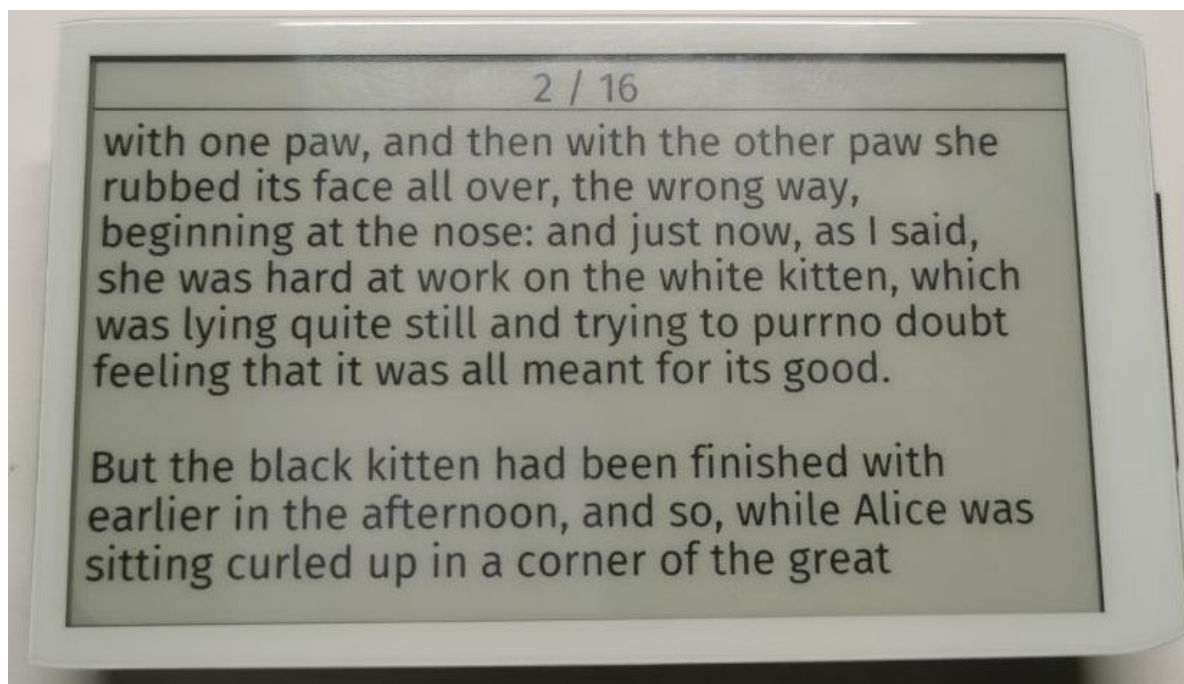 2 / 16
with one paw, and then with the other paw she
rubbed its face all over, the wrong way,
beginning at the nose: and just now, as I said,
she was hard at work on the white kitten, which
was lying quite still and trying to purrno doubt
feeling that it was all meant for its good.
But the black kitten had been finished with
earlier in the afternoon, and so, while Alice was
sitting curled up in a corner of the great